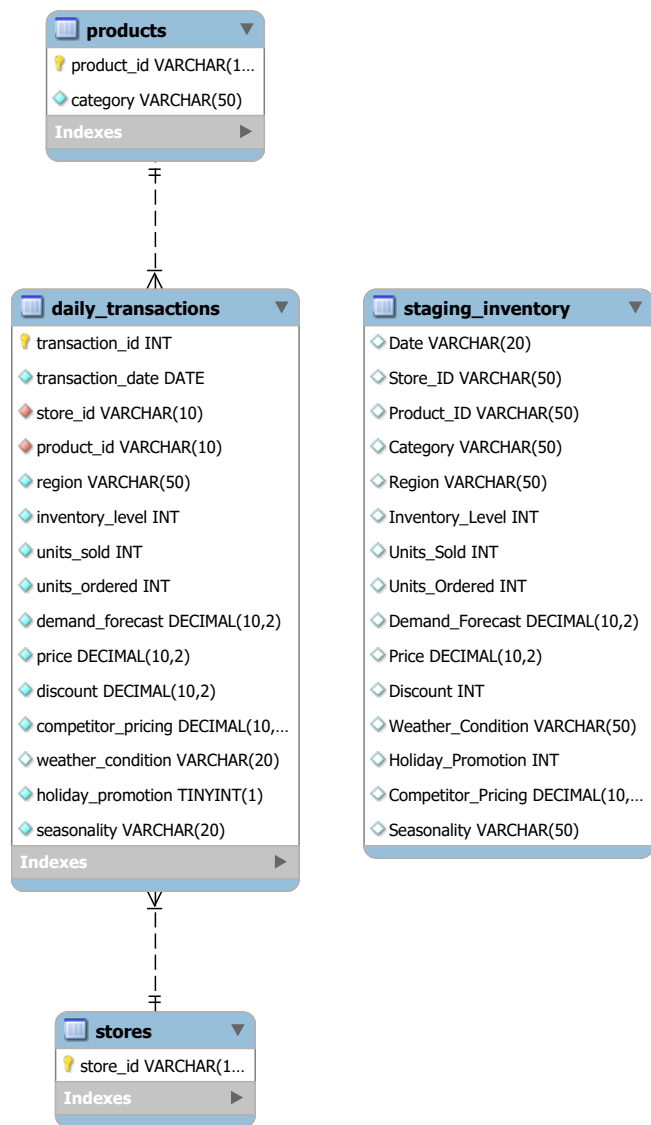 products
product_id VARCHAR(1...
category VARCHAR(50)
Indexes
daily_transactions
transaction_id INT
transaction_date DATE
store_id VARCHAR(10)
product_id VARCHAR(10)
region VARCHAR(50)
inventory_level INT
units_sold INT
units_ordered INT
demand_forecast DECIMAL(10,2)
price DECIMAL(10,2)
discount DECIMAL(10,2)
competitor_pricing DECIMAL(10,...
weather_condition VARCHAR(20)
holiday_promotion TINYINT(1)
seasonality VARCHAR(20)
Indexes
staging_inventory
Date VARCHAR(20)
Store_ID VARCHAR(50)
Product_ID VARCHAR(50)
Category VARCHAR(50)
Region VARCHAR(50)
Inventory_Level INT
Units_Sold INT
Units_Ordered INT
Demand_Forecast DECIMAL(10,2)
Price DECIMAL(10,2)
Discount INT
Weather_Condition VARCHAR(50)
Holiday_Promotion INT
Competitor_Pricing DECIMAL(10,...
Seasonality VARCHAR(50)
stores
store_id VARCHAR(1...
Indexes